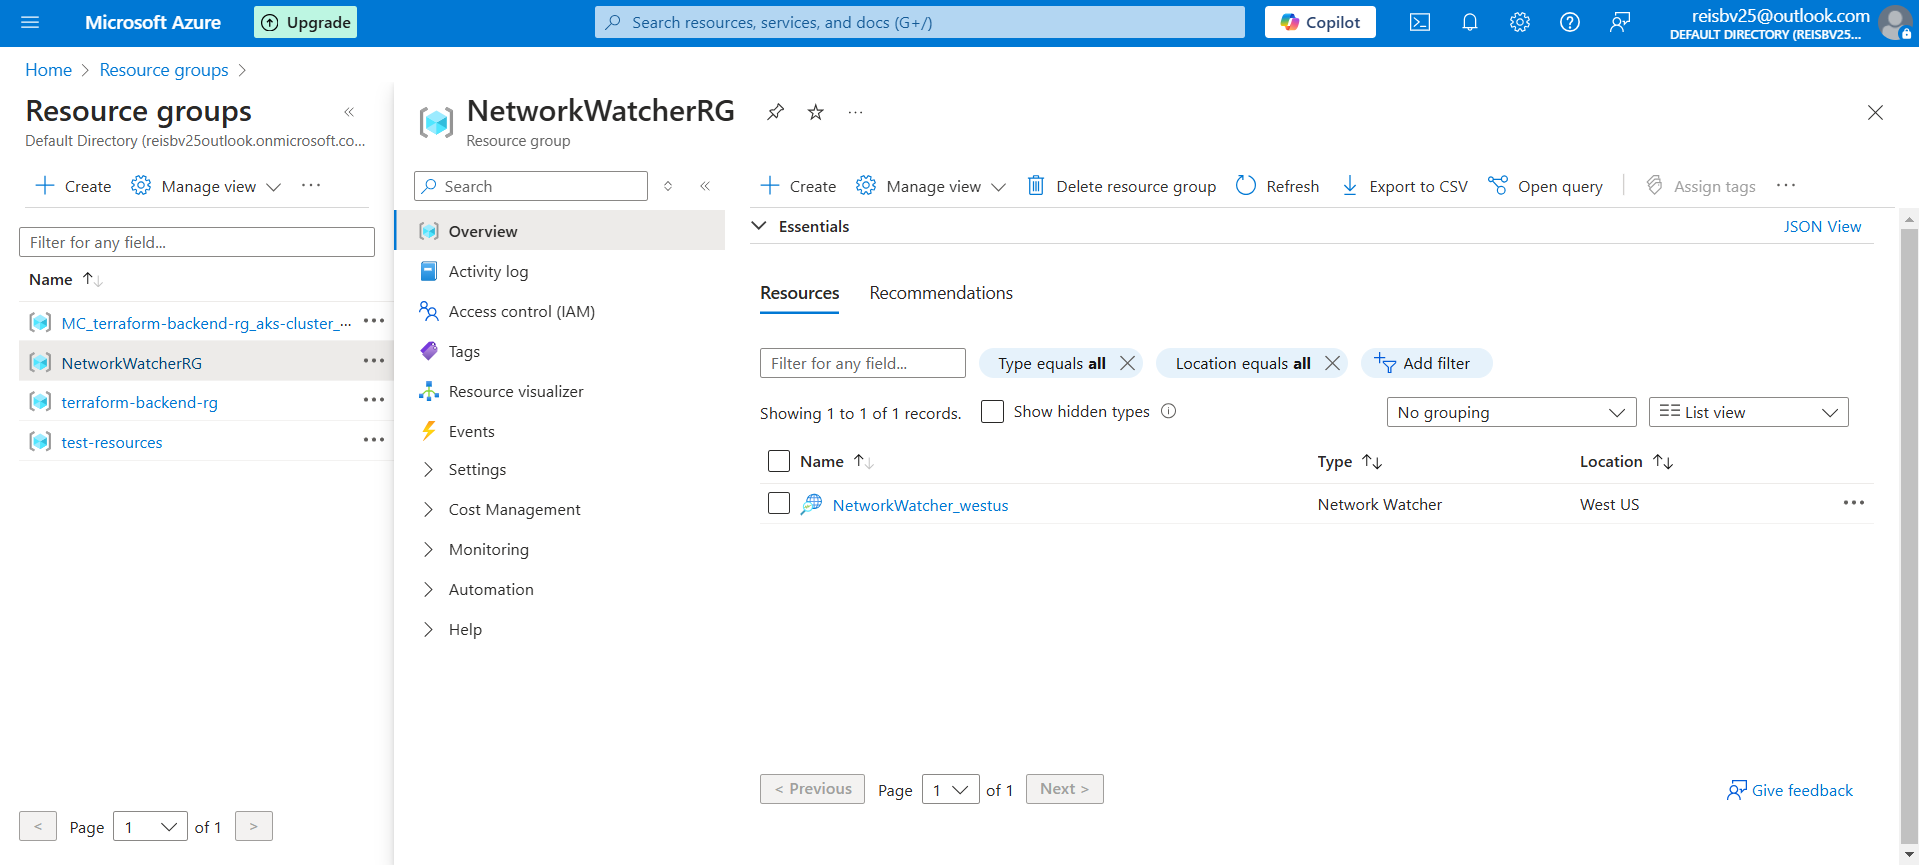 Microsoft Azure
Upgrade
Search resources, services, and docs (G+/)
Copilot
reisbv25@outlook.com
DEFAULT DIRECTORY (REISBV25...
Home > Resource groups >
Resource groups
Default Directory (reisbv25outlook.onmicrosoft.co...
Create
Manage view
Filter for any field...
Name
MC_terraform-backend-rg_aks-cluster_...
NetworkWatcherRG
terraform-backend-rg
test-resources
< Page 1 of 1 >
NetworkWatcherRG
Resource group
Search
Overview
Activity log
Access control (IAM)
Tags
Resource visualizer
Events
Settings
Cost Management
Monitoring
Automation
Help
Create
Manage view
Delete resource group
Refresh
Export to CSV
Open query
Assign tags
Essentials
JSON View
Resources
Recommendations
Filter for any field...
Type equals all
Location equals all
Add filter
Showing 1 to 1 of 1 records.
Show hidden types
No grouping
List view
Name Type Location
NetworkWatcher_westus Network Watcher West US
< Previous Page 1 of 1 Next >
Give feedback